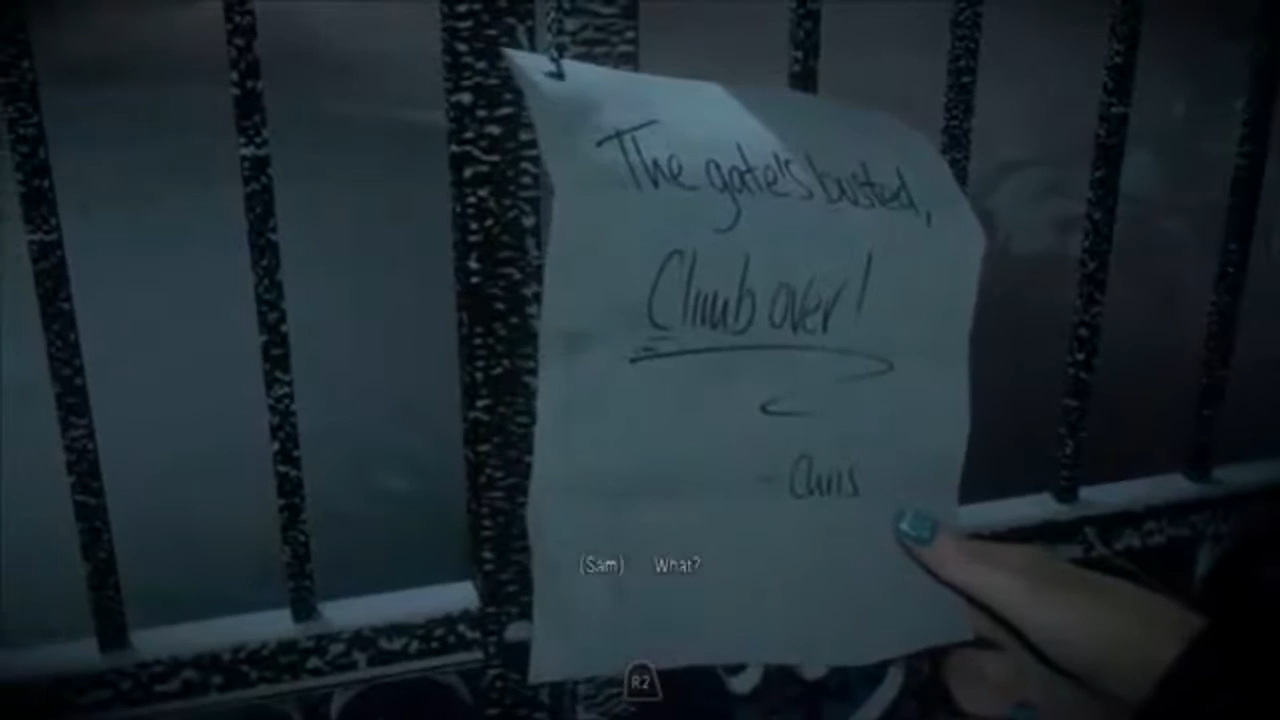 The gate's busted,
Climb over!
- Chris
(Sam) What?
R2